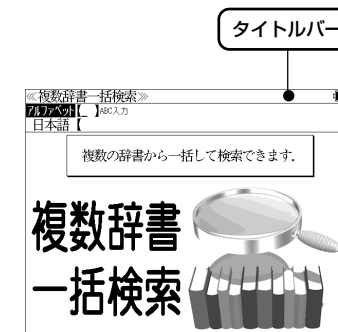 タイトルバー
≪複数辞書一括検索≫
アルファベット【_ 】ABC入力
日本語【
複数の辞書から一括して検索できます.
複数辞書
一括検索